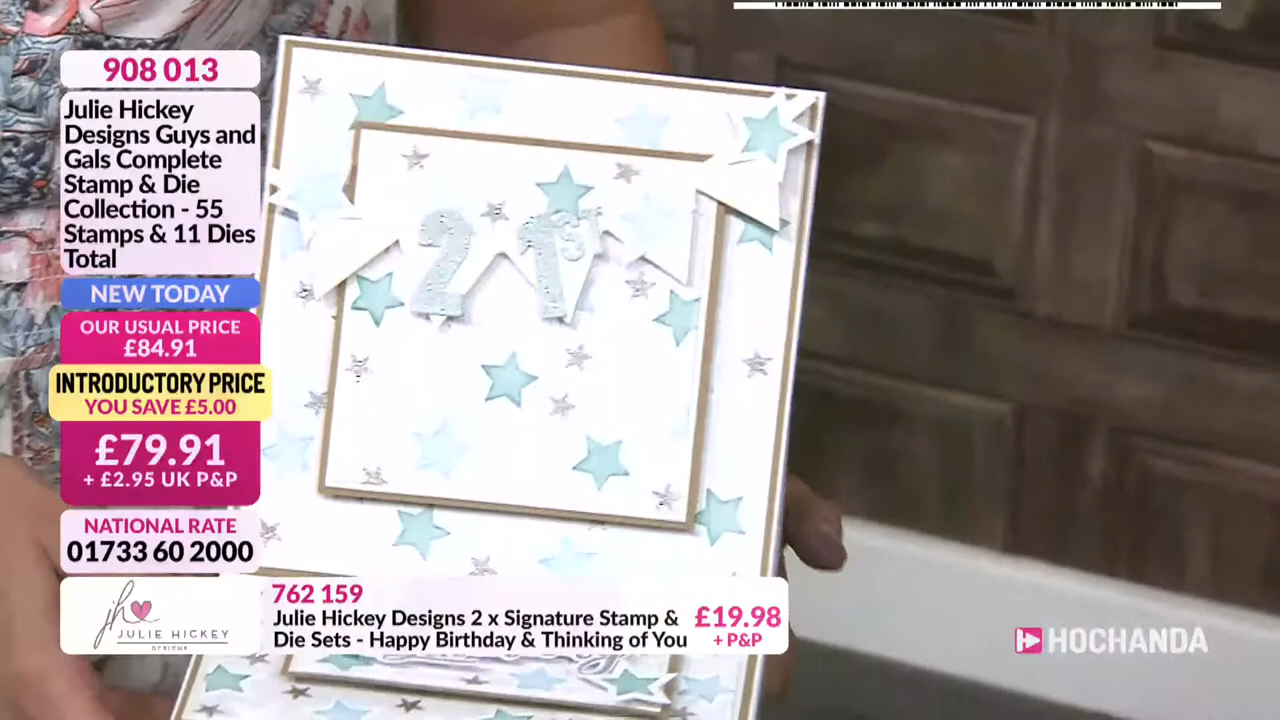 908 013
Julie Hickey
Designs Guys and
Gals Complete
Stamp & Die
Collection - 55
Stamps & 11 Dies
Total
NEW TODAY
OUR USUAL PRICE
£84.91
INTRODUCTORY PRICE
YOU SAVE £5.00
£79.91
+ £2.95 UK P&P
NATIONAL RATE
01733 60 2000
jh
JULIE HICKEY
DESIGNS
762 159
Julie Hickey Designs 2 x Signature Stamp &
Die Sets - Happy Birthday & Thinking of You
£19.98
+ P&P
21st
HOCHANDA